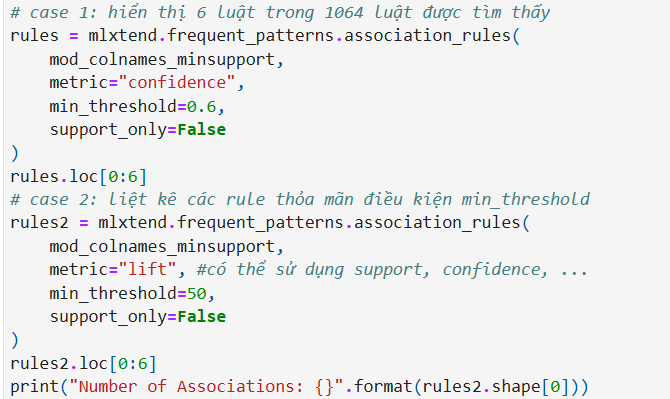 # case 1: hiển thị 6 luật trong 1064 luật được tìm thấy
rules = mlxtend.frequent_patterns.association_rules(
    mod_colnames_minsupport,
    metric="confidence",
    min_threshold=0.6,
    support_only=False
)
rules.loc[0:6]
# case 2: liệt kê các rule thỏa mãn điều kiện min_threshold
rules2 = mlxtend.frequent_patterns.association_rules(
    mod_colnames_minsupport,
    metric="lift", #có thể sử dụng support, confidence, ...
    min_threshold=50,
    support_only=False
)
rules2.loc[0:6]
print("Number of Associations: {}".format(rules2.shape[0]))